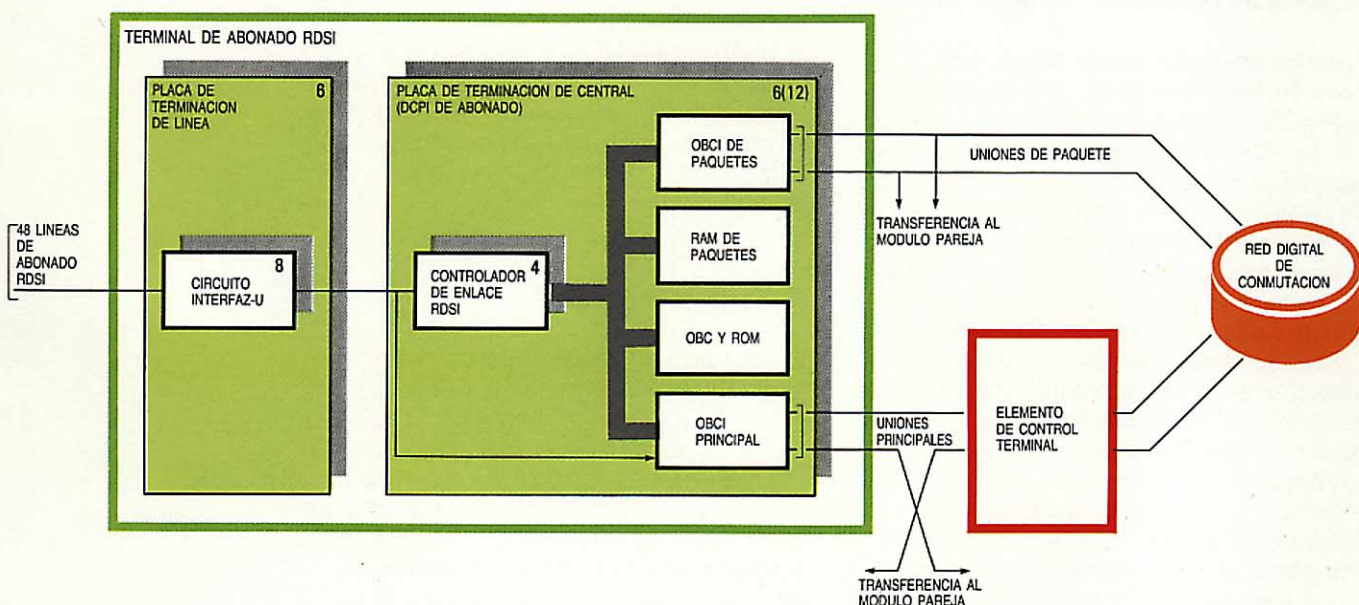 TERMINAL DE ABONADO RDSI
PLACA DE
TERMINACION
DE LINEA
6
PLACA DE TERMINACION DE CENTRAL
(DCPI DE ABONADO)
6(12)
48 LINEAS
DE
ABONADO
RDSI
CIRCUITO
INTERFAZ-U
8
CONTROLADOR
DE ENLACE
RDSI
4
OBCI DE
PAQUETES
RAM DE
PAQUETES
OBC Y ROM
OBCI
PRINCIPAL
UNIONES DE PAQUETE
TRANSFERENCIA AL
MODULO PAREJA
RED DIGITAL
DE
CONMUTACION
UNIONES
PRINCIPALES
ELEMENTO
DE CONTROL
TERMINAL
TRANSFERENCIA AL
MODULO PAREJA